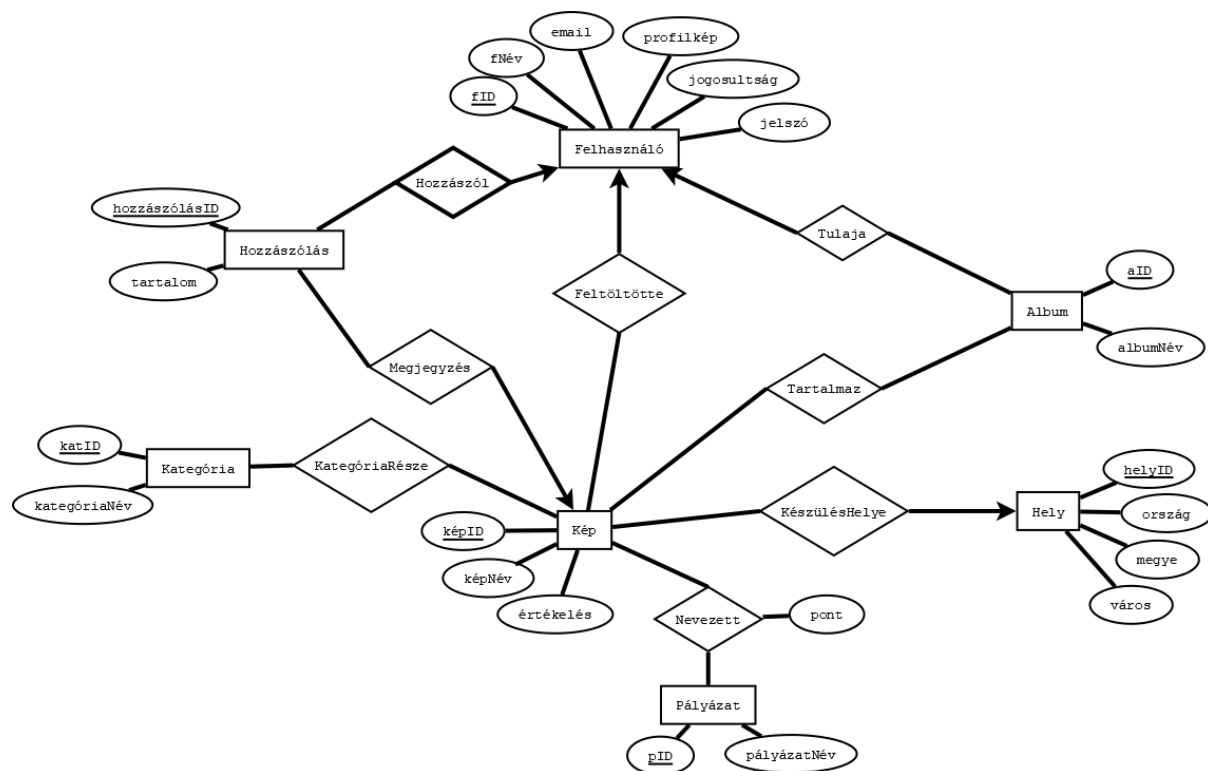 email
profilkép
fNév
jogosultság
fID
jelszó
Felhasználó
Hozzászól
hozzászólásID
Hozzászólás
tartalom
Tulaja
Feltöltötte
aID
Album
albumNév
Megjegyzés
Tartalmaz
katID
Kategória
KategóriaRésze
kategóriaNév
helyID
KészülésHelye
Hely
ország
képID
Kép
megye
képNév
értékelés
város
Nevezett
pont
Pályázat
pID
pályázatNév